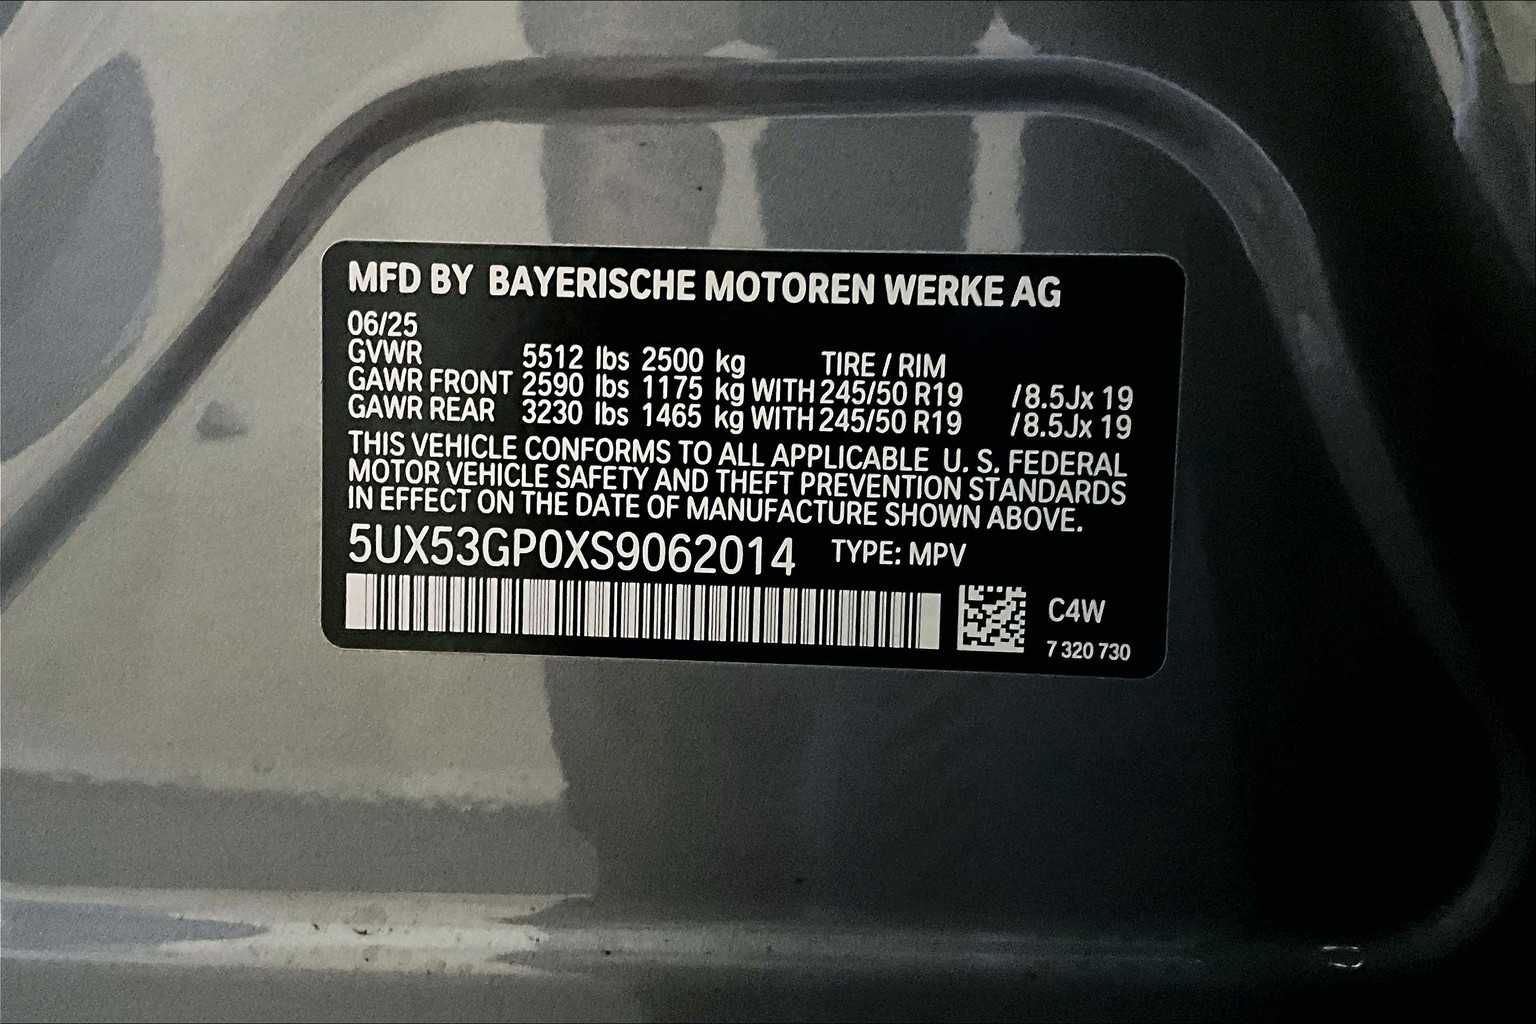 MFD BY BAYERISCHE MOTOREN WERKE AG
06/25
GVWR 5512 lbs 2500 kg TIRE / RIM
GAWR FRONT 2590 lbs 1175 kg WITH 245/50 R19 /8.5Jx 19
GAWR REAR 3230 lbs 1465 kg WITH 245/50 R19 /8.5Jx 19
THIS VEHICLE CONFORMS TO ALL APPLICABLE U. S. FEDERAL
MOTOR VEHICLE SAFETY AND THEFT PREVENTION STANDARDS
IN EFFECT ON THE DATE OF MANUFACTURE SHOWN ABOVE.
5UX53GP0XS9062014 TYPE: MPV
C4W
7 320 730